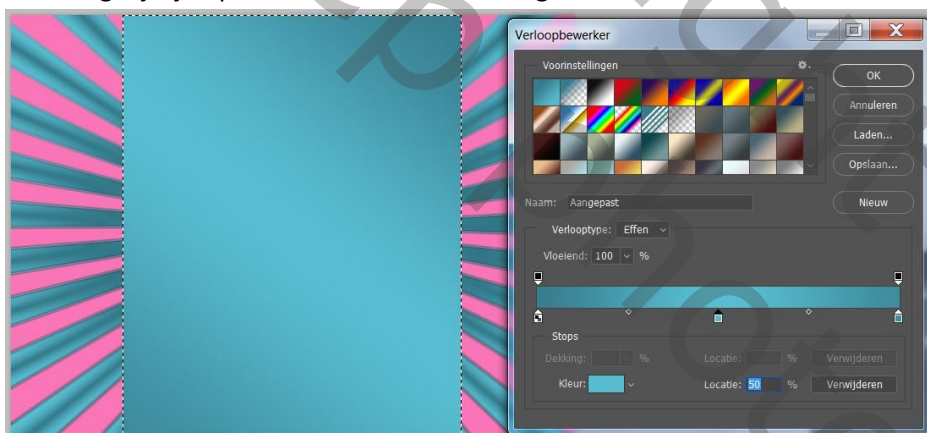 Verloopbewerker
Voorinstellingen
OK
Annuleren
Laden...
Opslaan...
Naam: Aangepast
Nieuw
Verlooptype: Effen
Vloeiend: 100 %
Stops
Dekking: % Locatie: % Verwijderen
Kleur: Locatie: 50 % Verwijderen